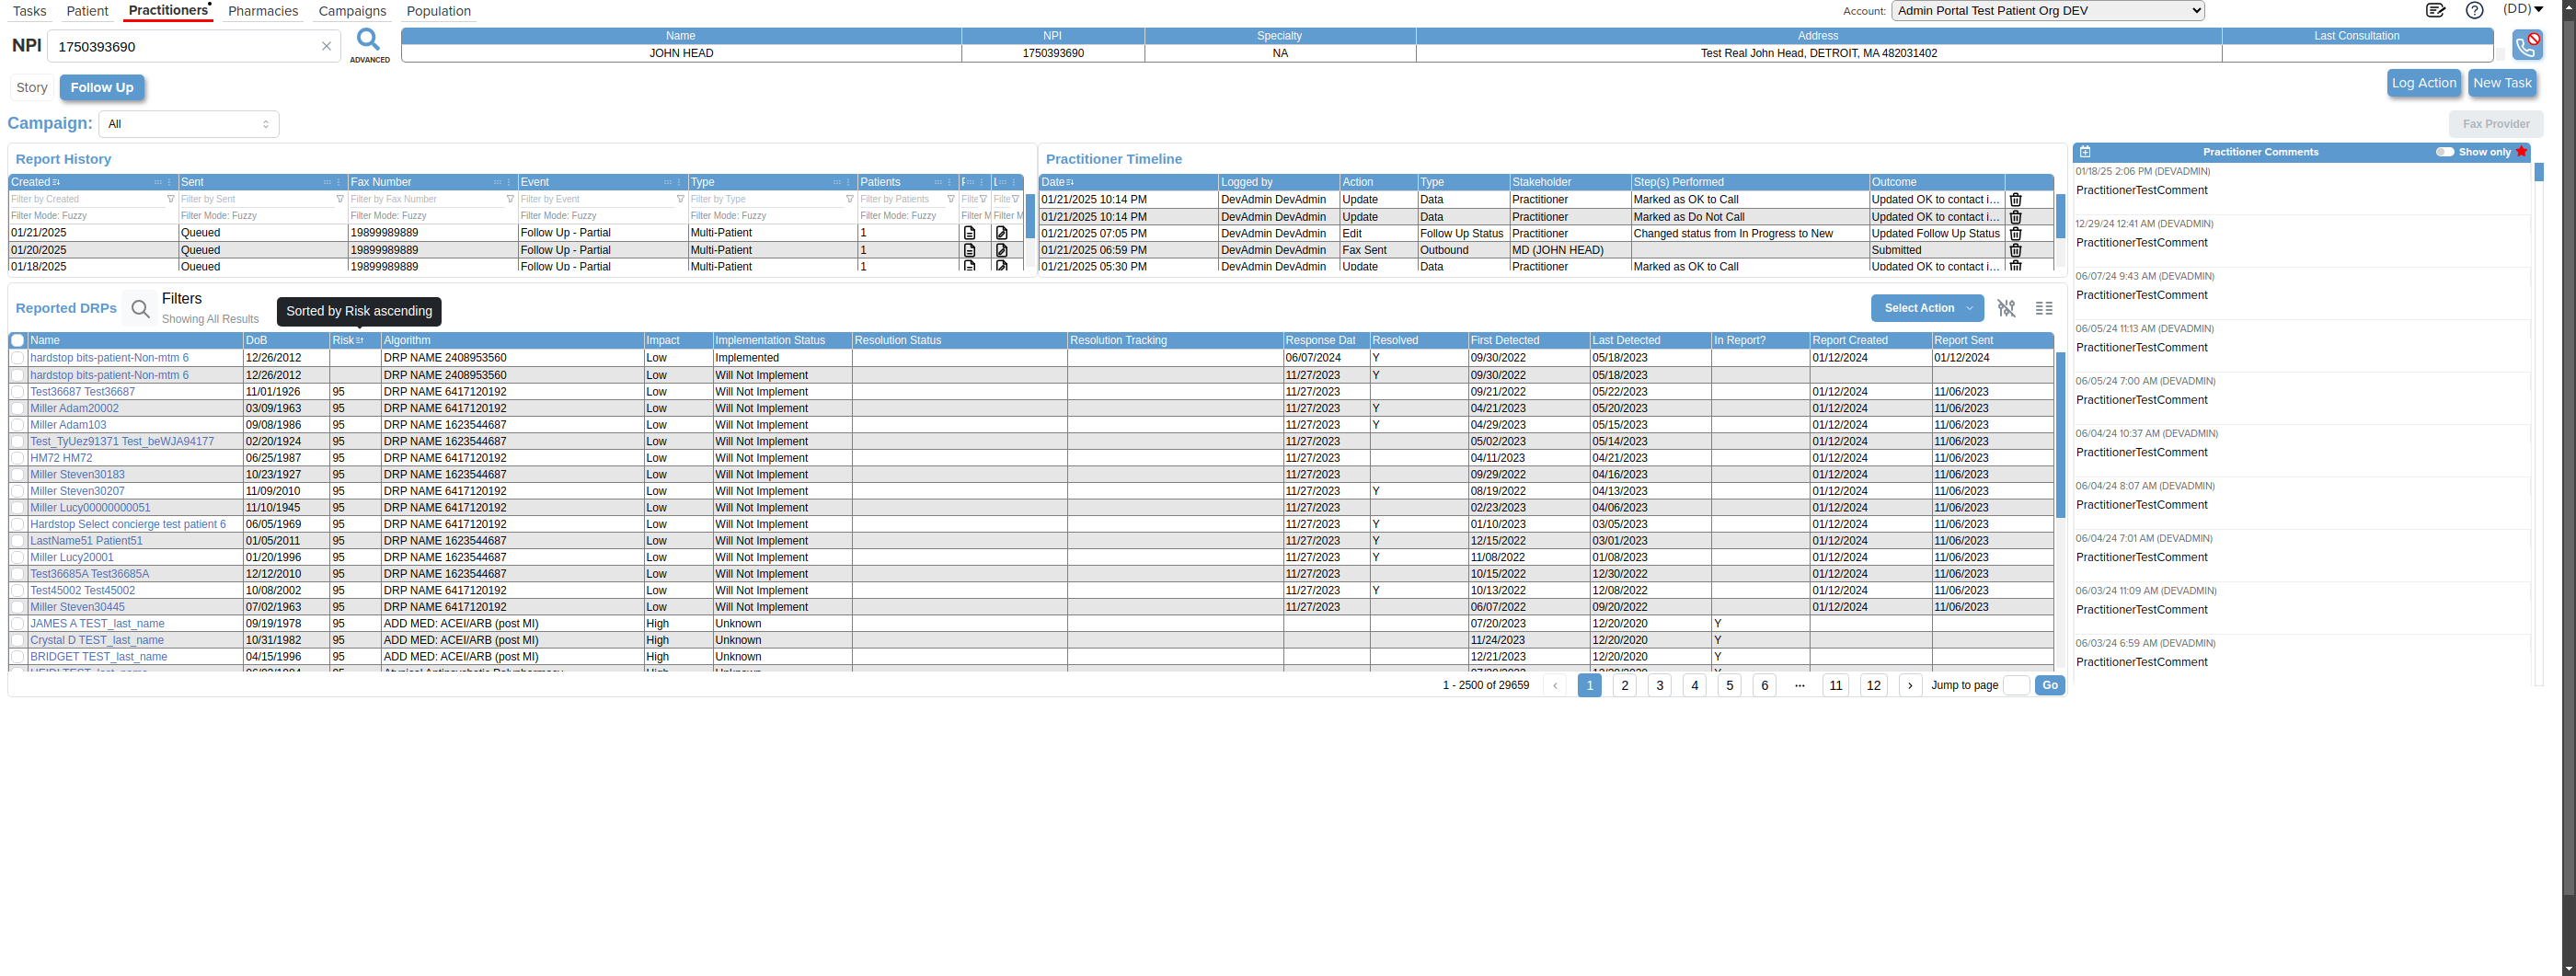 Tasks Patient Practitioners Pharmacies Campaigns Population Account: Admin Portal Test Patient Org DEV (DD)
NPI 1750393690 ADVANCED
Name NPI Specialty Address Last Consultation
JOHN HEAD 1750393690 NA Test Real John Head, DETROIT, MA 482031402
Story Follow Up Log Action New Task
Campaign: All Fax Provider
Report History
Created Sent Fax Number Event Type Patients
Filter by Created Filter by Sent Filter by Fax Number Filter by Event Filter by Type Filter by Patients Filte Filte
Filter Mode: Fuzzy Filter Mode: Fuzzy Filter Mode: Fuzzy Filter Mode: Fuzzy Filter Mode: Fuzzy Filter Mode: Fuzzy Filter M Filter M
01/21/2025 Queued 19899989889 Follow Up - Partial Multi-Patient 1
01/20/2025 Queued 19899989889 Follow Up - Partial Multi-Patient 1
01/18/2025 Queued 19899989889 Follow Up - Partial Multi-Patient 1
Practitioner Timeline
Date Logged by Action Type Stakeholder Step(s) Performed Outcome
01/21/2025 10:14 PM DevAdmin DevAdmin Update Data Practitioner Marked as OK to Call Updated OK to contact i...
01/21/2025 10:14 PM DevAdmin DevAdmin Update Data Practitioner Marked as Do Not Call Updated OK to contact i...
01/21/2025 07:05 PM DevAdmin DevAdmin Edit Follow Up Status Practitioner Changed status from In Progress to New Updated Follow Up Status
01/21/2025 06:59 PM DevAdmin DevAdmin Fax Sent Outbound MD (JOHN HEAD) Submitted
01/21/2025 05:30 PM DevAdmin DevAdmin Update Data Practitioner Marked as OK to Call Updated OK to contact i...
Practitioner Comments Show only
01/18/25 2:06 PM (DEVADMIN)
PractitionerTestComment
12/29/24 12:41 AM (DEVADMIN)
PractitionerTestComment
06/07/24 9:43 AM (DEVADMIN)
PractitionerTestComment
06/05/24 11:13 AM (DEVADMIN)
PractitionerTestComment
06/05/24 7:00 AM (DEVADMIN)
PractitionerTestComment
06/04/24 10:37 AM (DEVADMIN)
PractitionerTestComment
06/04/24 8:07 AM (DEVADMIN)
PractitionerTestComment
06/04/24 7:01 AM (DEVADMIN)
PractitionerTestComment
06/03/24 11:09 AM (DEVADMIN)
PractitionerTestComment
06/03/24 6:59 AM (DEVADMIN)
PractitionerTestComment
Reported DRPs Filters
Showing All Results
Sorted by Risk ascending
Select Action
Name DoB Risk Algorithm Impact Implementation Status Resolution Status Resolution Tracking Response Dat Resolved First Detected Last Detected In Report? Report Created Report Sent
hardstop bits-patient-Non-mtm 6 12/26/2012 DRP NAME 2408953560 Low Implemented 06/07/2024 Y 09/30/2022 05/18/2023 01/12/2024 01/12/2024
hardstop bits-patient-Non-mtm 6 12/26/2012 DRP NAME 2408953560 Low Will Not Implement 11/27/2023 Y 09/30/2022 05/18/2023
Test36687 Test36687 11/01/1926 95 DRP NAME 6417120192 Low Will Not Implement 11/27/2023 09/21/2022 05/22/2023 01/12/2024 11/06/2023
Miller Adam20002 03/09/1963 95 DRP NAME 6417120192 Low Will Not Implement 11/27/2023 Y 04/21/2023 05/20/2023 01/12/2024 11/06/2023
Miller Adam103 09/08/1986 95 DRP NAME 1623544687 Low Will Not Implement 11/27/2023 Y 04/29/2023 05/15/2023 01/12/2024 11/06/2023
Test_TyUez91371 Test_beWJA94177 02/20/1924 95 DRP NAME 1623544687 Low Will Not Implement 11/27/2023 05/02/2023 05/14/2023 01/12/2024 11/06/2023
HM72 HM72 06/25/1987 95 DRP NAME 6417120192 Low Will Not Implement 11/27/2023 04/11/2023 04/21/2023 01/12/2024 11/06/2023
Miller Steven30183 10/23/1927 95 DRP NAME 1623544687 Low Will Not Implement 11/27/2023 09/29/2022 04/16/2023 01/12/2024 11/06/2023
Miller Steven30207 11/09/2010 95 DRP NAME 6417120192 Low Will Not Implement 11/27/2023 Y 08/19/2022 04/13/2023 01/12/2024 11/06/2023
Miller Lucy00000000051 11/10/1945 95 DRP NAME 6417120192 Low Will Not Implement 11/27/2023 02/23/2023 04/06/2023 01/12/2024 11/06/2023
Hardstop Select concierge test patient 6 06/05/1969 95 DRP NAME 6417120192 Low Will Not Implement 11/27/2023 Y 01/10/2023 03/05/2023 01/12/2024 11/06/2023
LastName51 Patient51 01/05/2011 95 DRP NAME 1623544687 Low Will Not Implement 11/27/2023 Y 12/15/2022 03/01/2023 01/12/2024 11/06/2023
Miller Lucy20001 01/20/1996 95 DRP NAME 1623544687 Low Will Not Implement 11/27/2023 Y 11/08/2022 01/08/2023 01/12/2024 11/06/2023
Test36685A Test36685A 12/12/2010 95 DRP NAME 1623544687 Low Will Not Implement 11/27/2023 10/15/2022 12/30/2022 01/12/2024 11/06/2023
Test45002 Test45002 10/08/2002 95 DRP NAME 6417120192 Low Will Not Implement 11/27/2023 Y 10/13/2022 12/08/2022 01/12/2024 11/06/2023
Miller Steven30445 07/02/1963 95 DRP NAME 6417120192 Low Will Not Implement 11/27/2023 06/07/2022 09/20/2022 01/12/2024 11/06/2023
JAMES A TEST_last_name 09/19/1978 95 ADD MED: ACEI/ARB (post MI) High Unknown 07/20/2023 12/20/2020 Y
Crystal D TEST_last_name 10/31/1982 95 ADD MED: ACEI/ARB (post MI) High Unknown 11/24/2023 12/20/2020 Y
BRIDGET TEST_last_name 04/15/1996 95 ADD MED: ACEI/ARB (post MI) High Unknown 12/21/2023 12/20/2020 Y
1 - 2500 of 29659 1 2 3 4 5 6 ... 11 12 Jump to page Go